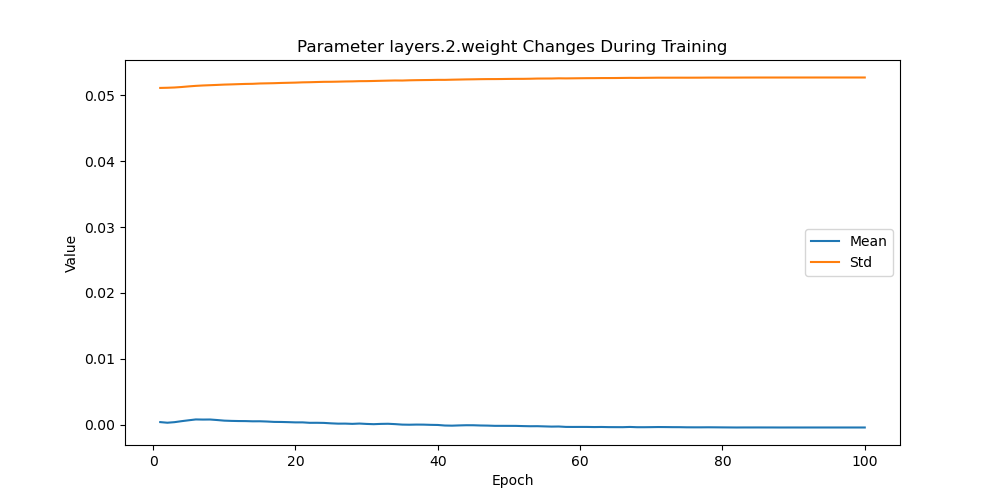 Parameter layers.2.weight Changes During Training
0.05
0.04
0.03
0.02
0.01
0.00
Value
Mean
Std
0
20
40
60
80
100
Epoch